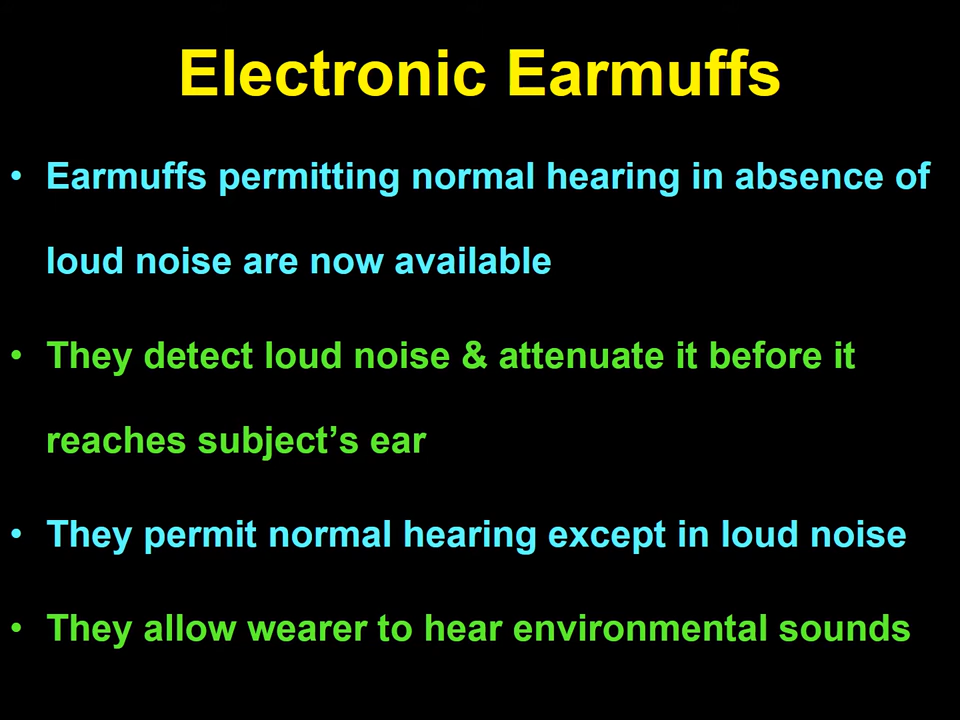 Electronic Earmuffs
• Earmuffs permitting normal hearing in absence of
loud noise are now available
• They detect loud noise & attenuate it before it
reaches subject’s ear
• They permit normal hearing except in loud noise
• They allow wearer to hear environmental sounds